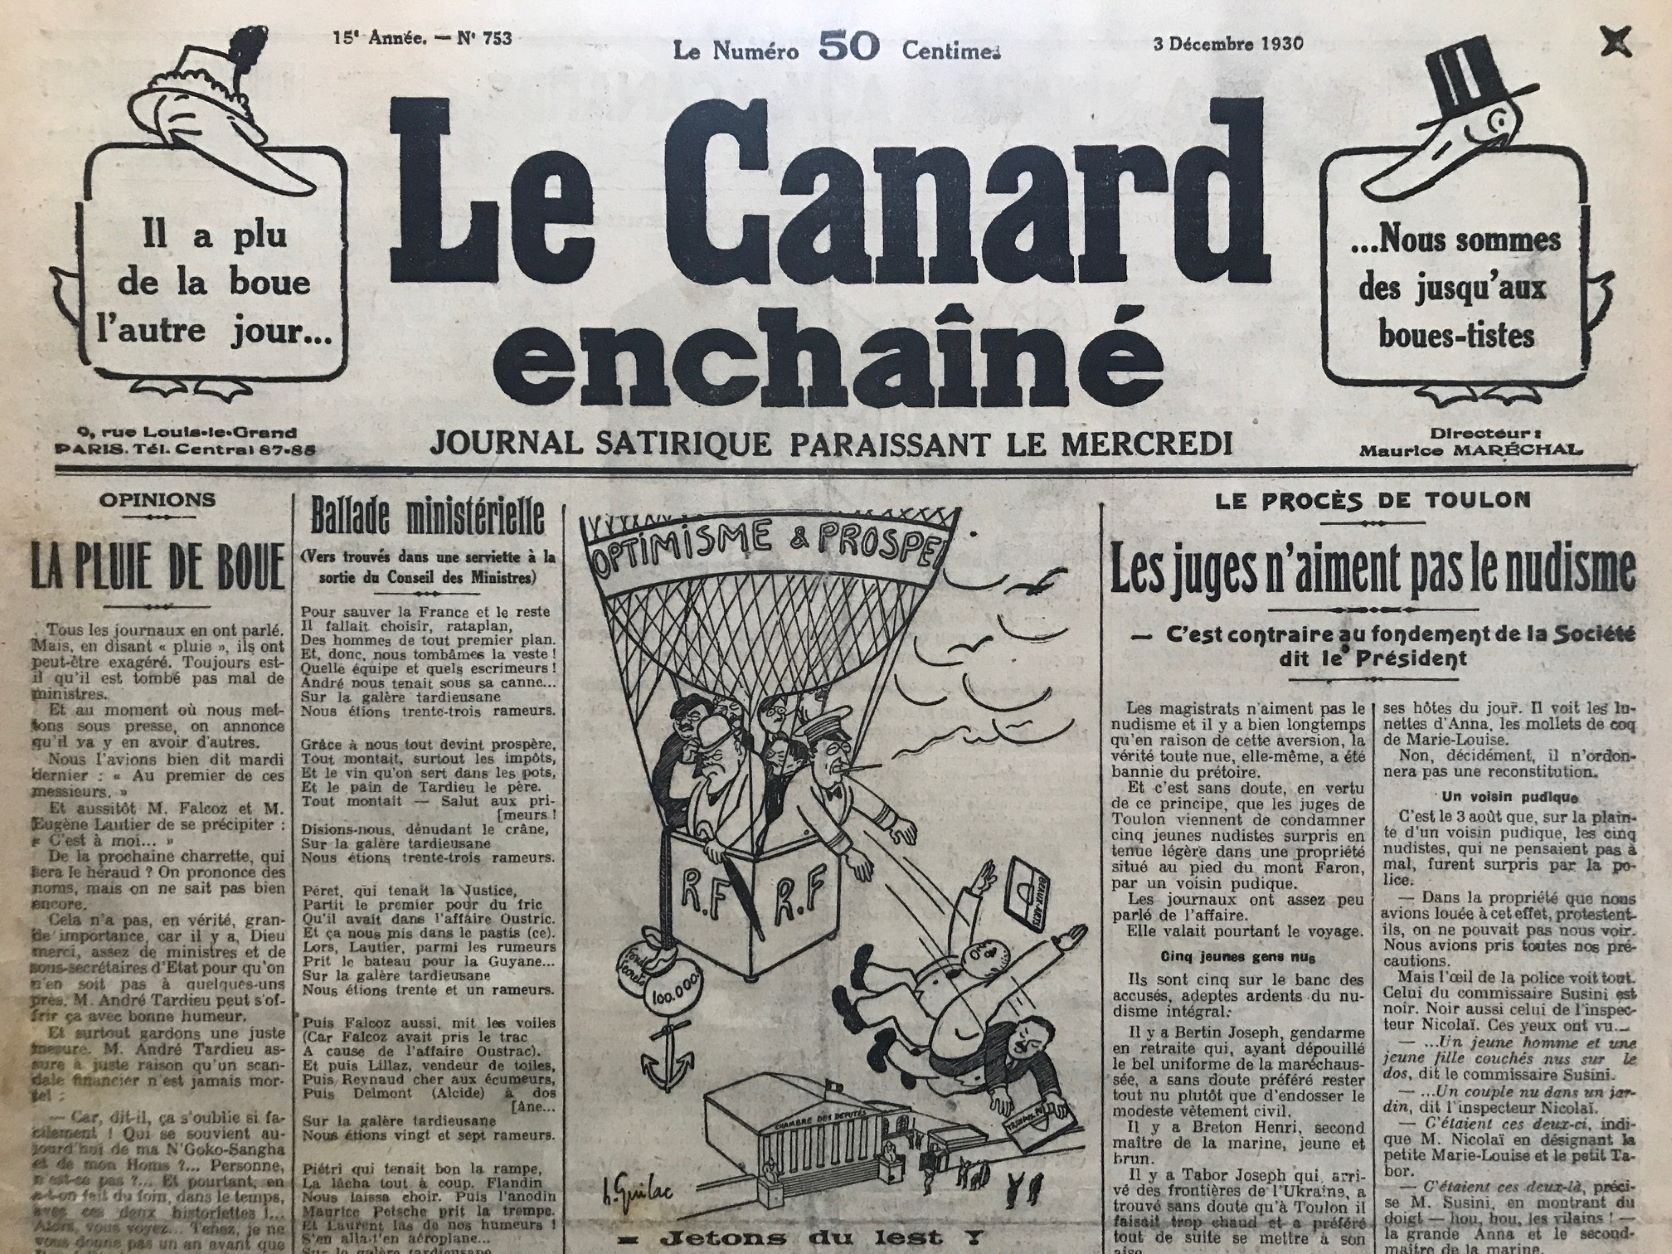 15e Année. — N° 753
Le Numéro 50 Centimes
3 Décembre 1930
Il a plu
de la boue
l'autre jour...
Le Canard
enchaîné
...Nous sommes
des jusqu'aux
boues-tistes
9, rue Louis-le-Grand
PARIS. Tél. Central 87-88
JOURNAL SATIRIQUE PARAISSANT LE MERCREDI
Directeur :
Maurice MARÉCHAL
OPINIONS
LA PLUIE DE BOUE
Tous les journaux en ont parlé.
Mais, en disant « pluie », ils ont
peut-être exagéré. Toujours est-
il qu'il est tombé pas mal de
ministres.
Et au moment où nous met-
tons sous presse, on annonce
qu'il va y en avoir d'autres.
Nous l'avions bien dit mardi
dernier : « Au premier de ces
messieurs. »
Et aussitôt M. Falcoz et M.
Eugène Lautier de se précipiter :
« C'est à moi... »
De la prochaine charrette, qui
sera le héraud ? On prononce des
noms, mais on ne sait pas bien
encore.
Cela n'a pas, en vérité, gran-
de importance, car il y a, Dieu
merci, assez de ministres et de
sous-secrétaires d'Etat pour qu'on
n'en soit pas à quelques-uns
près. M. André Tardieu peut s'of-
frir ça avec bonne humeur.
Et surtout gardons une juste
mesure. M. André Tardieu as-
sure à juste raison qu'un scan-
dale financier n'est jamais mor-
tel :
— Car, dit-il, ça s'oublie si fa-
cilement ! Qui se souvient au-
jourd'hui de ma N'Goko-Sangha
et de mon Homs ?... Personne,
n'est-ce pas ?... Et pourtant, en
a-t-on fait du foin, dans le temps,
avec ces deux historiettes !...
Alors, vous voyez... Tenez, je ne
vous donne pas un an avant que
Ballade ministérielle
(Vers trouvés dans une serviette à la
sortie du Conseil des Ministres)
Pour sauver la France et le reste
Il fallait choisir, rataplan,
Des hommes de tout premier plan.
Et, donc, nous tombâmes la veste !
Quelle équipe et quels escrimeurs !
André nous tenait sous sa canne...
Sur la galère tardieusane
Nous étions trente-trois rameurs.
Grâce à nous tout devint prospère,
Tout montait, surtout les impôts,
Et le vin qu'on sert dans les pots,
Et le pain de Tardieu le père.
Tout montait — Salut aux pri-
[meurs !
Disions-nous, dénudant le crâne,
Sur la galère tardieusane
Nous étions trente-trois rameurs.
Péret, qui tenait la Justice,
Partit le premier pour du fric
Qu'il avait dans l'affaire Oustric.
Et ça nous mis dans le pastis (ce).
Lors, Lautier, parmi les rumeurs
Prit le bateau pour la Guyane...
Sur la galère tardieusane
Nous étions trente et un rameurs.
Puis Falcoz aussi, mit les voiles
(Car Falcoz avait pris le trac
A cause de l'affaire Oustrac).
Et puis Lillaz, vendeur de toiles,
Puis Reynaud cher aux écumeurs,
Puis Delmont (Alcide) à dos
[âne...
Sur la galère tardieusane
Nous étions vingt et sept rameurs.
Piétri qui tenait bon la rampe,
La lâcha tout à coup. Flandin
Nous laissa choir. Puis l'anodin
Maurice Petsche prit la trempe.
Et Laurent las de nos humeurs !
S'en alla-t'en aéroplane...
Sur la galère tardieusane
OPTIMISME & PROSPE
R.F
R.F
Fonds
Secrets
100.000
BEAUX-ARTS
CHAMBRE DES DÉPUTÉS
h. Guilac
— Jetons du lest !
LE PROCÈS DE TOULON
Les juges n'aiment pas le nudisme
— C'est contraire au fondement de la Société
dit le Président
Les magistrats n'aiment pas le
nudisme et il y a bien longtemps
qu'en raison de cette aversion, la
vérité toute nue, elle-même, a été
bannie du prétoire.
Et c'est sans doute, en vertu
de ce principe, que les juges de
Toulon viennent de condamner
cinq jeunes nudistes surpris en
tenue légère dans une propriété
situé au pied du mont Faron,
par un voisin pudique.
Les journaux ont assez peu
parlé de l'affaire.
Elle valait pourtant le voyage.
Cinq jeunes gens nus
Ils sont cinq sur le banc des
accusés, adeptes ardents du nu-
disme intégral:
Il y a Bertin Joseph, gendarme
en retraite qui, ayant dépouillé
le bel uniforme de la maréchaus-
sée, a sans doute préféré rester
tout nu plutôt que d'endosser le
modeste vêtement civil.
Il y a Breton Henri, second
maître de la marine, jeune et
brun.
Il y a Tabor Joseph qui arri-
vé des frontières de l'Ukraine, a
trouvé sans doute qu'à Toulon il
faisait trop chaud et a préféré
tout de suite se mettre à son
aise.
ses hôtes du jour. Il voit les lu-
nettes d'Anna, les mollets de coq
de Marie-Louise.
Non, décidément, il n'ordon-
nera pas une reconstitution.
Un voisin pudique
C'est le 3 août que, sur la plain-
te d'un voisin pudique, les cinq
nudistes, qui ne pensaient pas à
mal, furent surpris par la po-
lice.
— Dans la propriété que nous
avions louée à cet effet, protestent-
ils, on ne pouvait pas nous voir.
Nous avions pris toutes nos pré-
cautions.
Mais l'œil de la police voit tout.
Celui du commissaire Susini est
noir. Noir aussi celui de l'inspec-
teur Nicolaï. Ces yeux ont vu...
— ...Un jeune homme et une
jeune fille couchés nus sur le
dos, dit le commissaire Susini.
— ...Un couple nu dans un jar-
din, dit l'inspecteur Nicolaï.
— C'étaient ces deux-ci, indi-
que M. Nicolaï en désignant la
petite Marie-Louise et le petit Ta-
bor.
— C'étaient ces deux-là, préci-
se M. Susini, en montrant du
doigt — hou, hou, les vilains ! —
la grande Anna et le second-
maître de la marine.